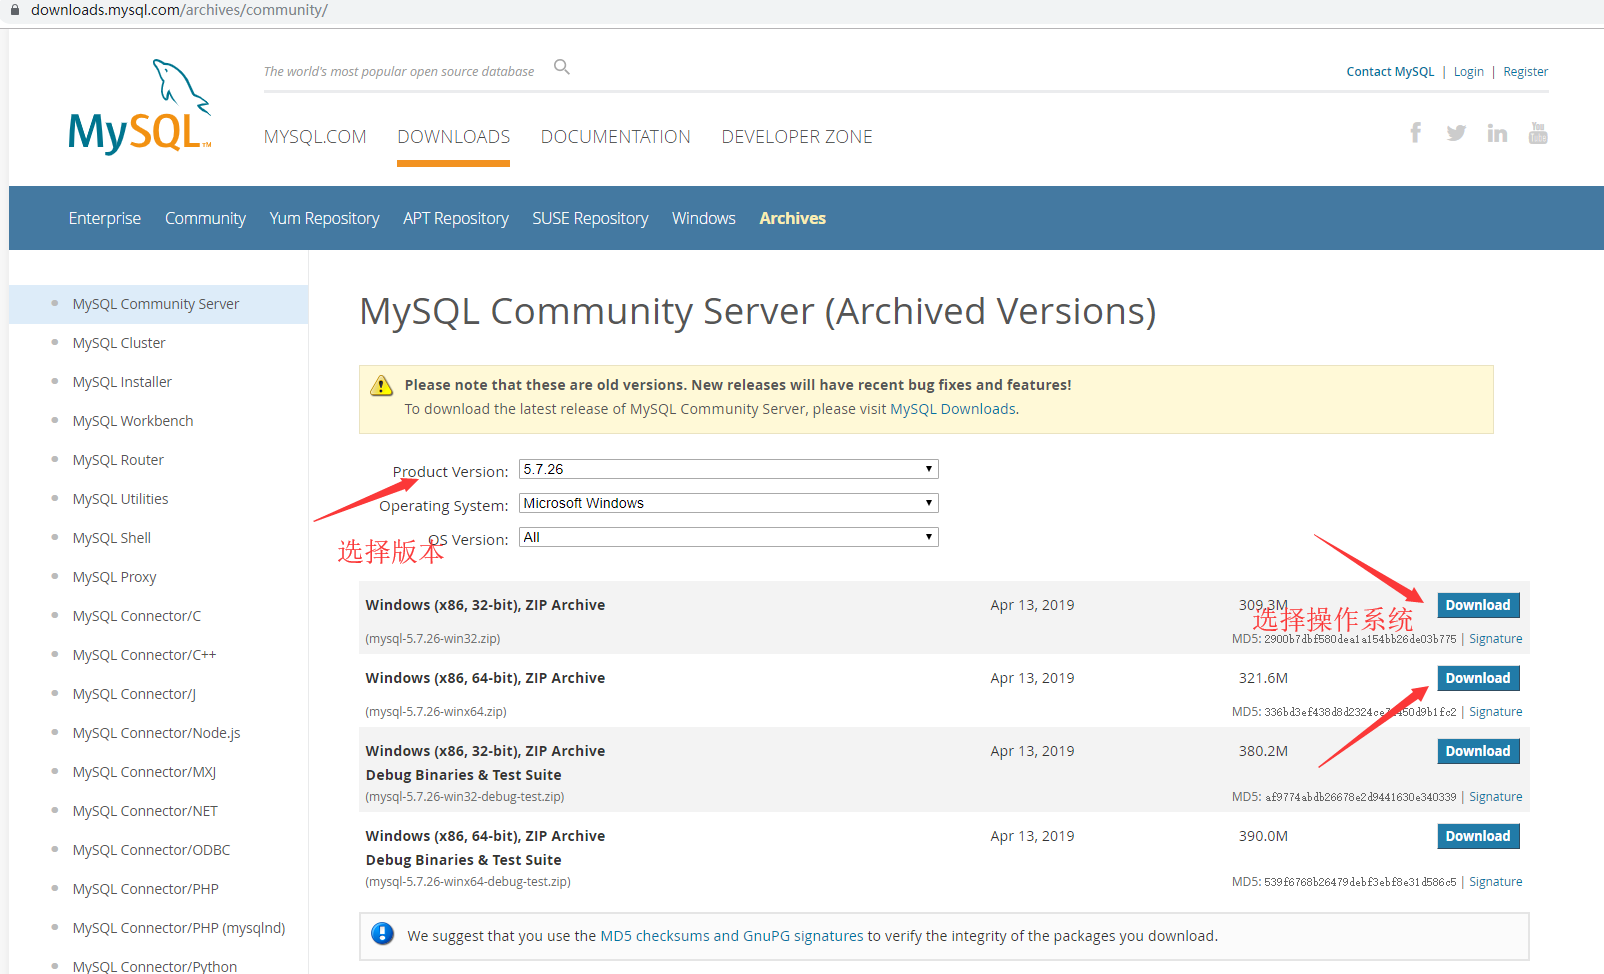 downloads.mysql.com/archives/community/
The world's most popular open source database
Contact MySQL | Login | Register
MySQL™
MYSQL.COM DOWNLOADS DOCUMENTATION DEVELOPER ZONE
Enterprise Community Yum Repository APT Repository SUSE Repository Windows Archives
MySQL Community Server
MySQL Cluster
MySQL Installer
MySQL Workbench
MySQL Router
MySQL Utilities
MySQL Shell
MySQL Proxy
MySQL Connector/C
MySQL Connector/C++
MySQL Connector/J
MySQL Connector/Node.js
MySQL Connector/MXJ
MySQL Connector/NET
MySQL Connector/ODBC
MySQL Connector/PHP
MySQL Connector/PHP (mysqlnd)
MySQL Connector/Python
MySQL Community Server (Archived Versions)
Please note that these are old versions. New releases will have recent bug fixes and features!
To download the latest release of MySQL Community Server, please visit MySQL Downloads.
Product Version: 5.7.26
Operating System: Microsoft Windows
OS Version: All
选择版本
Windows (x86, 32-bit), ZIP Archive Apr 13, 2019 309.3M Download
选择操作系统
(mysql-5.7.26-win32.zip) MD5: 2900b7dbf580dea1a154bb26de03b775 | Signature
Windows (x86, 64-bit), ZIP Archive Apr 13, 2019 321.6M Download
(mysql-5.7.26-winx64.zip) MD5: | Signature
Windows (x86, 32-bit), ZIP Archive Apr 13, 2019 380.2M Download
Debug Binaries & Test Suite
(mysql-5.7.26-win32-debug-test.zip) MD5: af9774abdb26678e2d9441630e340339 | Signature
Windows (x86, 64-bit), ZIP Archive Apr 13, 2019 390.0M Download
Debug Binaries & Test Suite
(mysql-5.7.26-winx64-debug-test.zip) MD5: 539f6768b26479debf3ebf8e31d586c5 | Signature
We suggest that you use the MD5 checksums and GnuPG signatures to verify the integrity of the packages you download.